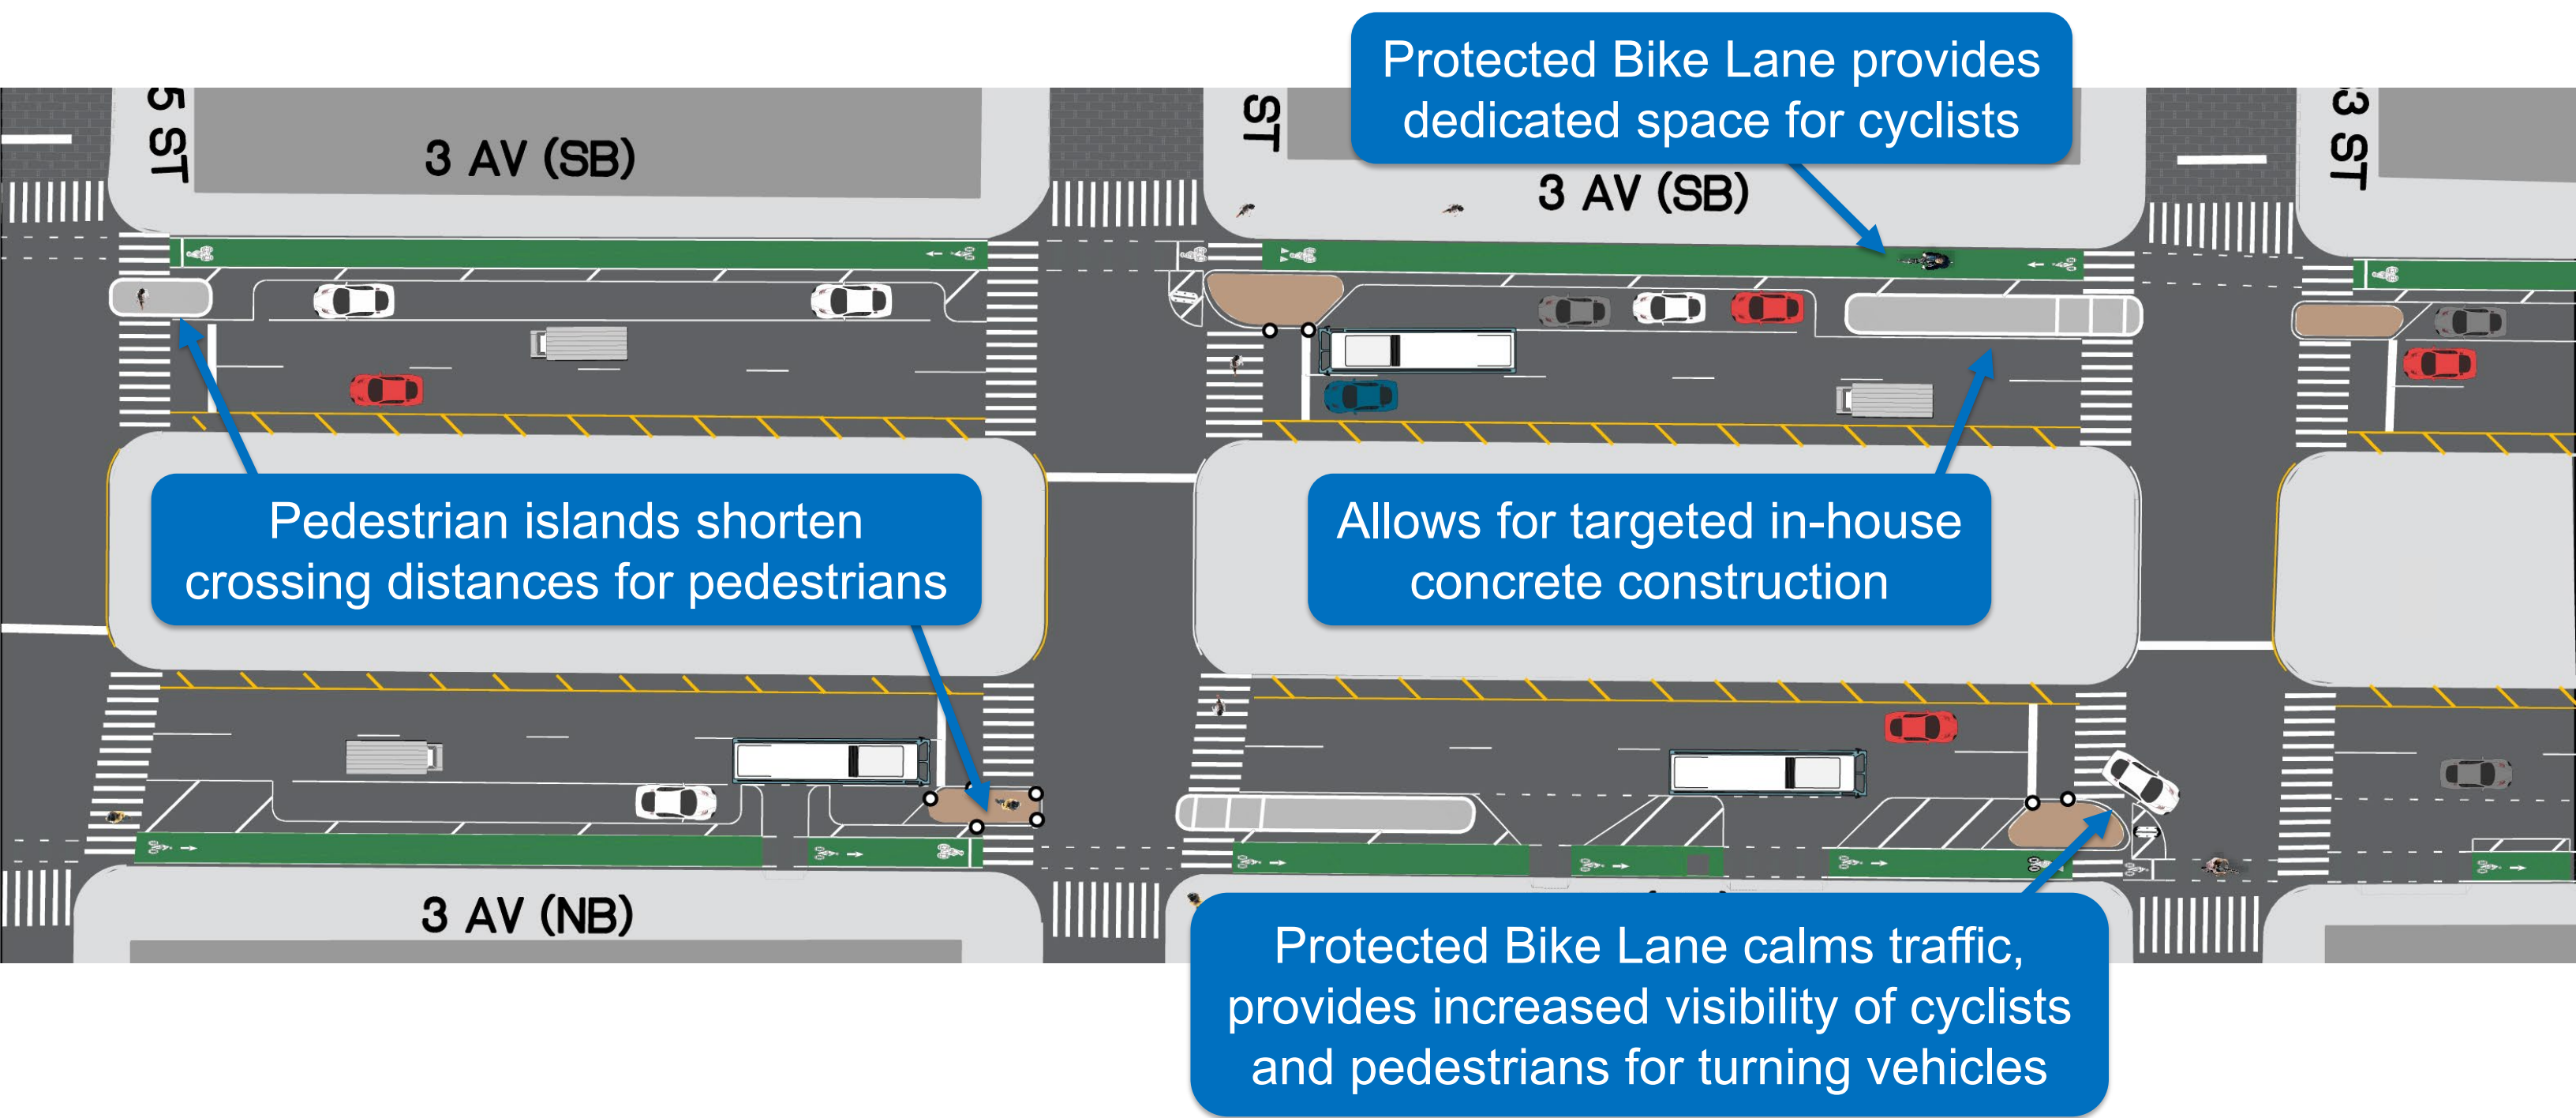 Protected Bike Lane provides
dedicated space for cyclists
5 ST
3 AV (SB)
ST
3 AV (SB)
3 ST
Pedestrian islands shorten
crossing distances for pedestrians
Allows for targeted in-house
concrete construction
3 AV (NB)
Protected Bike Lane calms traffic,
provides increased visibility of cyclists
and pedestrians for turning vehicles